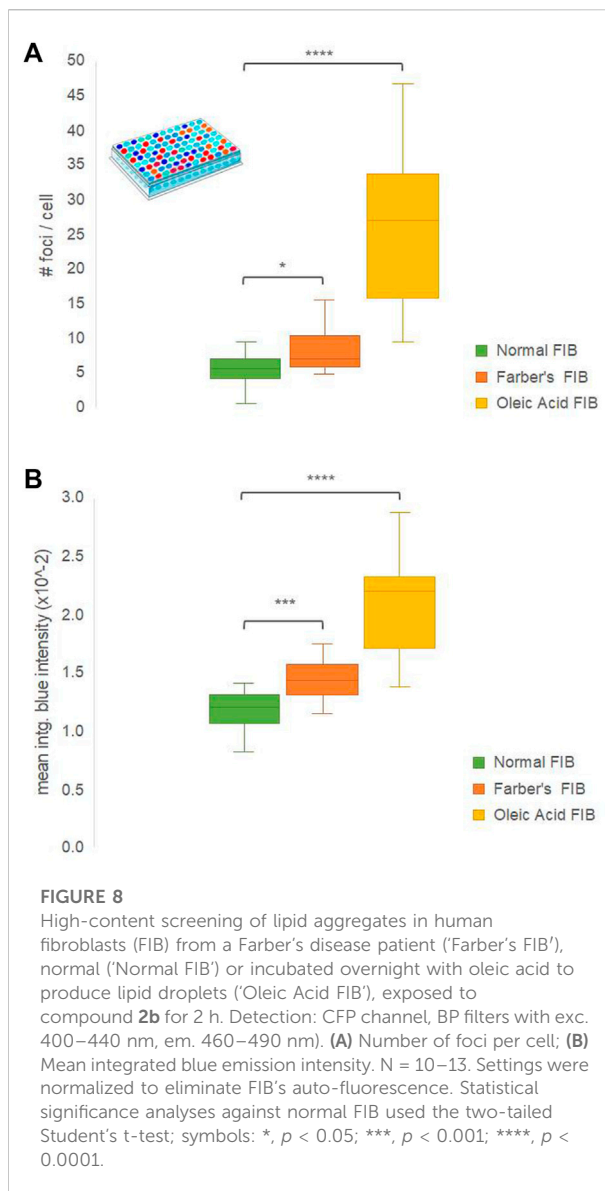 A
****
50
45
40
35
30
25
20
15
10
5
0
# foci / cell
*
Normal FIB
Farber's FIB
Oleic Acid FIB
B
****
3.0
2.5
2.0
1.5
1.0
0.5
0.0
mean intg. blue intensity (x10^-2)
***
Normal FIB
Farber's FIB
Oleic Acid FIB
FIGURE 8
High-content screening of lipid aggregates in human
fibroblasts (FIB) from a Farber's disease patient ('Farber's FIB′),
normal ('Normal FIB') or incubated overnight with oleic acid to
produce lipid droplets ('Oleic Acid FIB'), exposed to
compound 2b for 2 h. Detection: CFP channel, BP filters with exc.
400–440 nm, em. 460–490 nm). (A) Number of foci per cell; (B)
Mean integrated blue emission intensity. N = 10–13. Settings were
normalized to eliminate FIB's auto-fluorescence. Statistical
significance analyses against normal FIB used the two-tailed
Student's t-test; symbols: *, p < 0.05; ***, p < 0.001; ****, p <
0.0001.